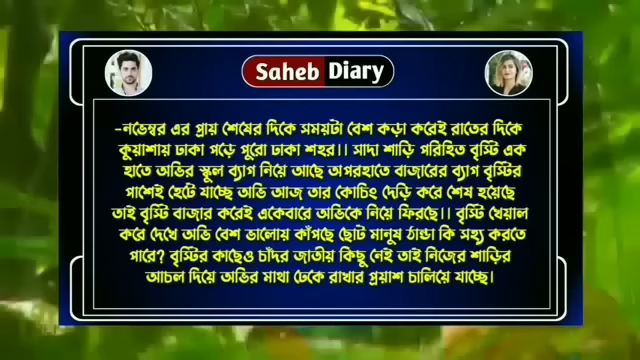 Saheb Diary
-নভেম্বর এর প্রায় শেষের দিকে সময়টা বেশ কড়া করেই রাতের দিকে
কুয়াশায় ঢাকা পড়ে পুরো ঢাকা শহর।। সাদা শাড়ি পরিহিত বৃস্টি এক
হাতে অভির স্কুল ব্যাগ নিয়ে আছে অপরহাতে বাজারের ব্যাগ বৃস্টির
পাশেই হেটে যাচ্ছে অভি আজ তার কোচিং দেড়ি করে শেষ হয়েছে
তাই বৃস্টি বাজার করেই একেবারে অভিকে নিয়ে ফিরছে।। বৃস্টি খেয়াল
করে দেখে অভি বেশ ভালোয় কাঁপছে ছোট মানুষ ঠান্ডা কি সহ্য করতে
পারে? বৃস্টির কাছেও চাঁদর জাতীয় কিছু নেই তাই নিজের শাড়ির
আচল দিয়ে অভির মাথা ঢেকে রাখার প্রয়াশ চালিয়ে যাচ্ছে।